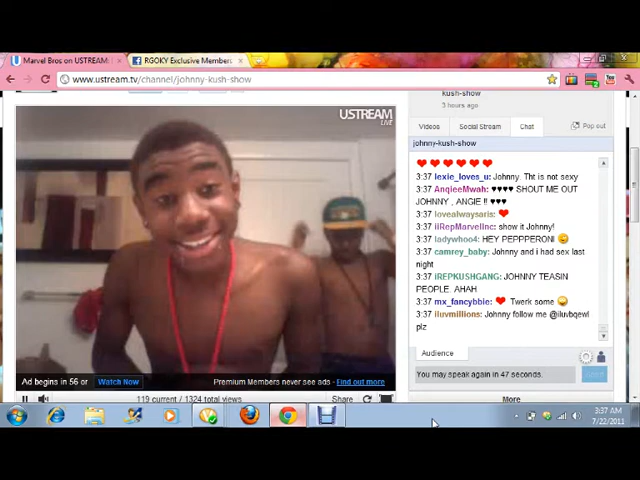 Marvel Bros on USTREAM:
RGOKY Exclusive Members
www.ustream.tv/channel/johnny-kush-show
kush-show
3 hours ago
USTREAM
LIVE
Videos
Social Stream
Chat
Pop out
johnny-kush-show
3:37 lexie_loves_u: Johnny. Tht is not sexy
3:37 AnqieeMwah: ♥♥♥♥ SHOUT ME OUT
JOHNNY , ANGIE !! ♥♥♥
3:37 lovealwaysaris: ❤
3:37 iiRepMarvelInc: show it Johnny!
3:37 ladywhoo4: HEY PEPPPERONI
3:37 camrey_baby: Johnny and i had sex last
night
3:37 iREPKUSHGANG: JOHNNY TEASIN
PEOPLE. AHAH
3:37 mx_fancybbie: ❤ Twerk some
3:37 iluvmillions: Johnny follow me @iluvbqewl
plz
Audience
You may speak again in 47 seconds.
Ad begins in 56 or
Watch Now
Premium Members never see ads - Find out more
119 current / 1324 total views
Share
More
3:37 AM
7/22/2011